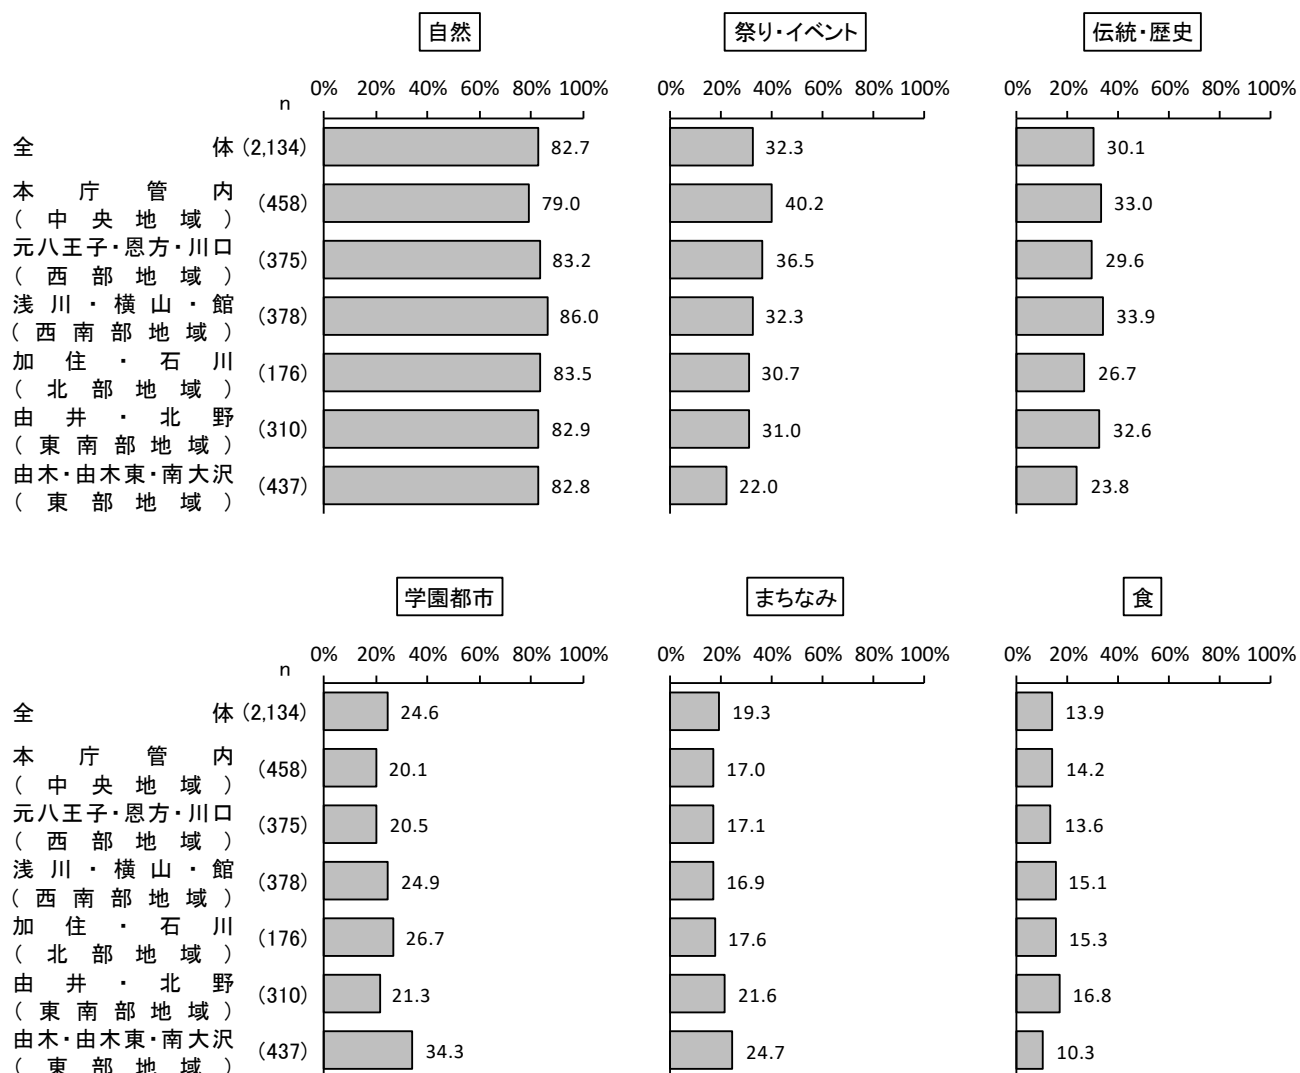 自然 祭り・イベント 伝統・歴史
n 0% 20% 40% 60% 80% 100% 0% 20% 40% 60% 80% 100% 0% 20% 40% 60% 80% 100%
全体 (2,134) 82.7 32.3 30.1
本庁管内
(中央地域) (458) 79.0 40.2 33.0
元八王子・恩方・川口
(西部地域) (375) 83.2 36.5 29.6
浅川・横山・館
(西南部地域) (378) 86.0 32.3 33.9
加住・石川
(北部地域) (176) 83.5 30.7 26.7
由井・北野
(東南部地域) (310) 82.9 31.0 32.6
由木・由木東・南大沢
(東部地域) (437) 82.8 22.0 23.8
学園都市 まちなみ 食
n 0% 20% 40% 60% 80% 100% 0% 20% 40% 60% 80% 100% 0% 20% 40% 60% 80% 100%
全体 (2,134) 24.6 19.3 13.9
本庁管内
(中央地域) (458) 20.1 17.0 14.2
元八王子・恩方・川口
(西部地域) (375) 20.5 17.1 13.6
浅川・横山・館
(西南部地域) (378) 24.9 16.9 15.1
加住・石川
(北部地域) (176) 26.7 17.6 15.3
由井・北野
(東南部地域) (310) 21.3 21.6 16.8
由木・由木東・南大沢
(東部地域) (437) 34.3 24.7 10.3